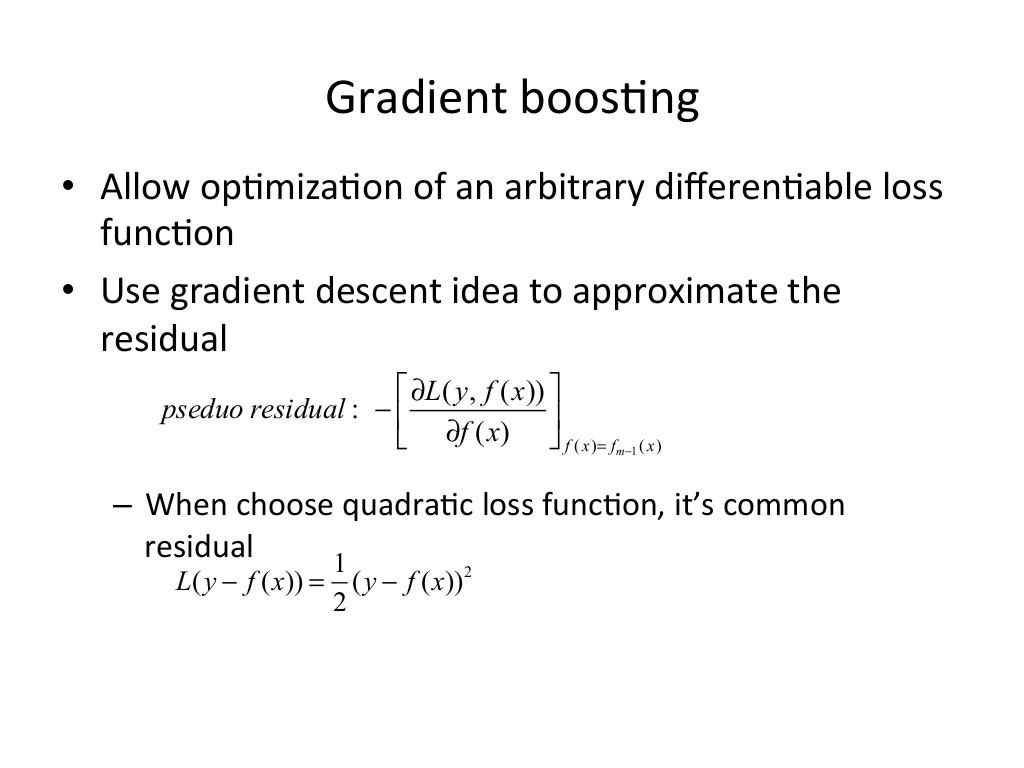 Gradient boosting
• Allow optimization of an arbitrary differentiable loss
function
• Use gradient descent idea to approximate the
residual
pseduo residual : −[∂L(y, f(x)) / ∂f(x)]_{f(x)=f_{m−1}(x)}
– When choose quadratic loss function, it’s common
residual
L(y − f(x)) = 1/2 (y − f(x))²